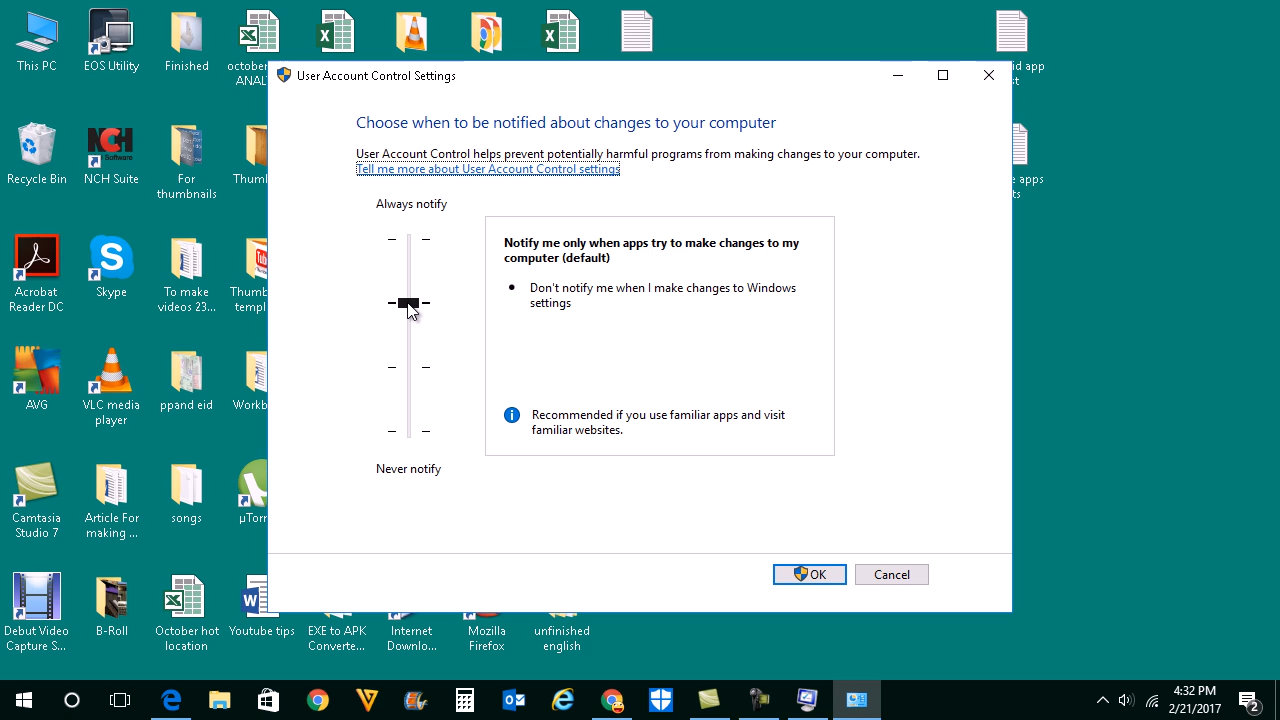 This PC
EOS Utility
Finished
october
ANAL
User Account Control Settings
Choose when to be notified about changes to your computer
User Account Control helps prevent potentially harmful programs from making changes to your computer.
Tell me more about User Account Control settings
Always notify
Notify me only when apps try to make changes to my
computer (default)
• Don't notify me when I make changes to Windows
settings
Recommended if you use familiar apps and visit
familiar websites.
Never notify
OK
Cancel
Recycle Bin
NCH Suite
NCH
Software
For
thumbnails
Acrobat
Reader DC
Skype
To make
videos 23...
AVG
VLC media
player
ppand eid
Camtasia
Studio 7
Article For
making ...
songs
Debut Video
Capture S...
B-Roll
October hot
location
Youtube tips
EXE to APK
Converte...
Internet
Downlo...
Mozilla
Firefox
unfinished
english
app
apps
4:32 PM
2/21/2017
2